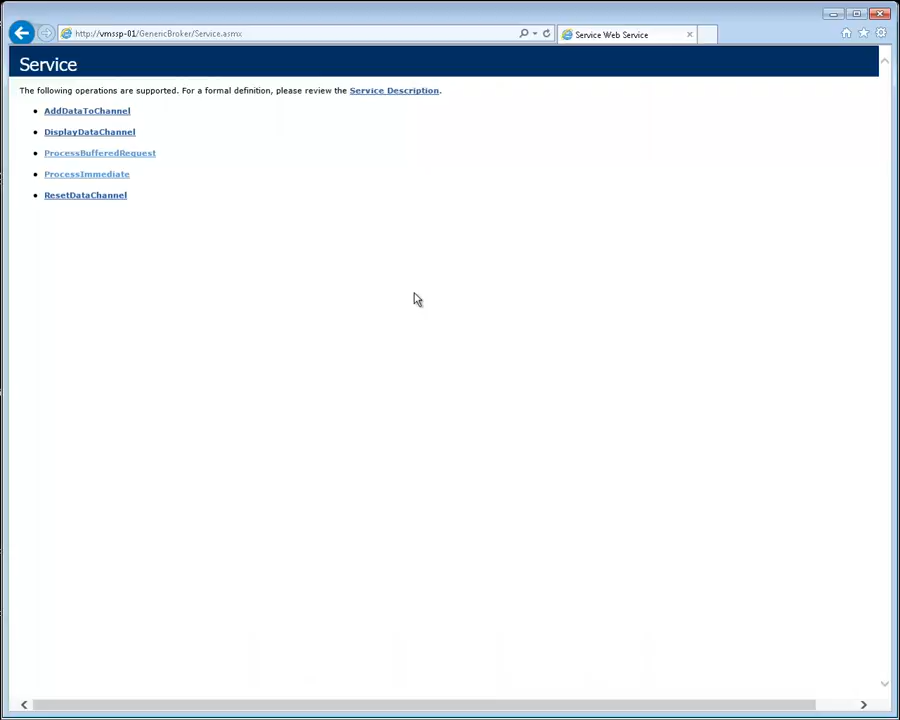 http://vmssp-01/GenericBroker/Service.asmx
Service Web Service
Service
The following operations are supported. For a formal definition, please review the Service Description.
AddDataToChannel
DisplayDataChannel
ProcessBufferedRequest
ProcessImmediate
ResetDataChannel